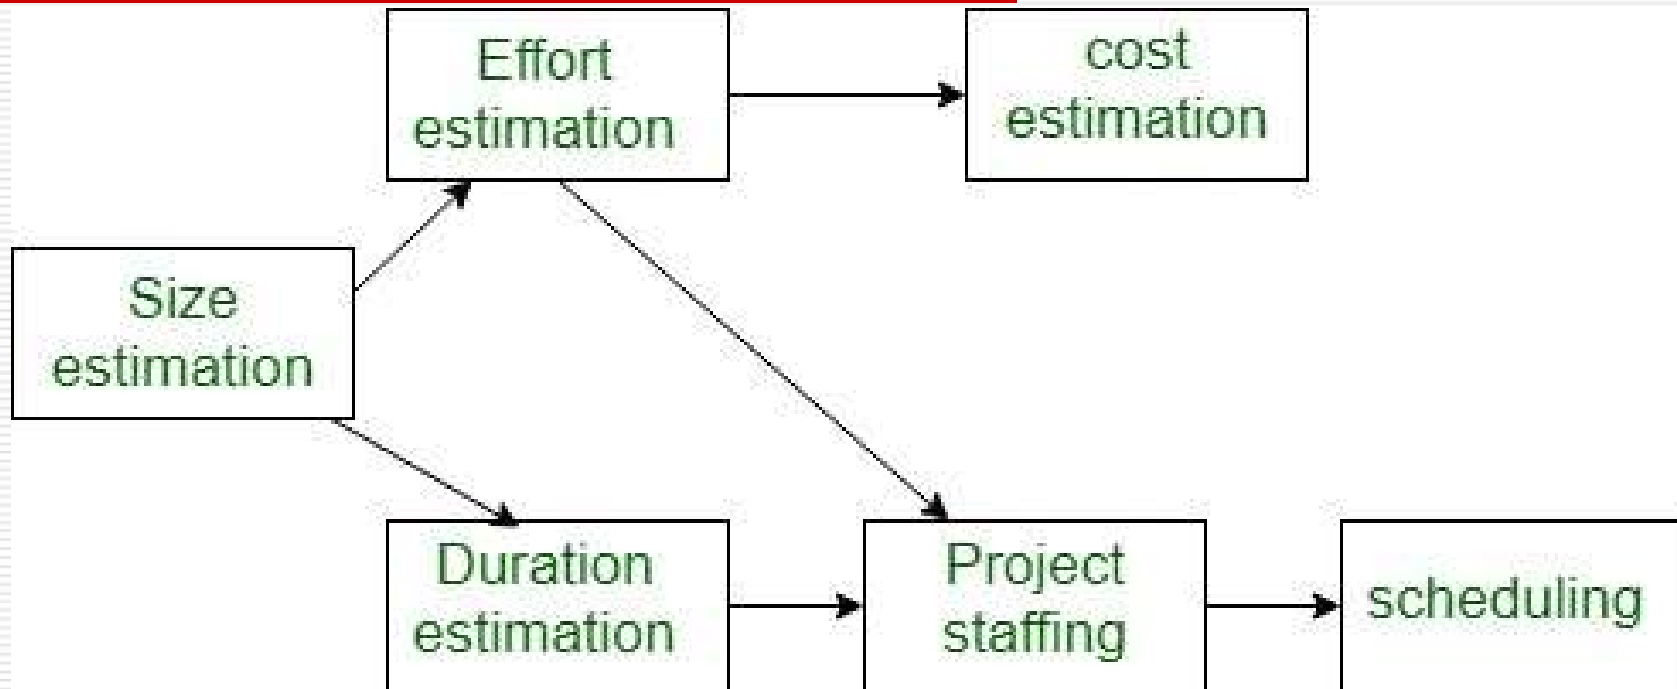 Effort
estimation
cost
estimation
Size
estimation
Duration
estimation
Project
staffing
scheduling